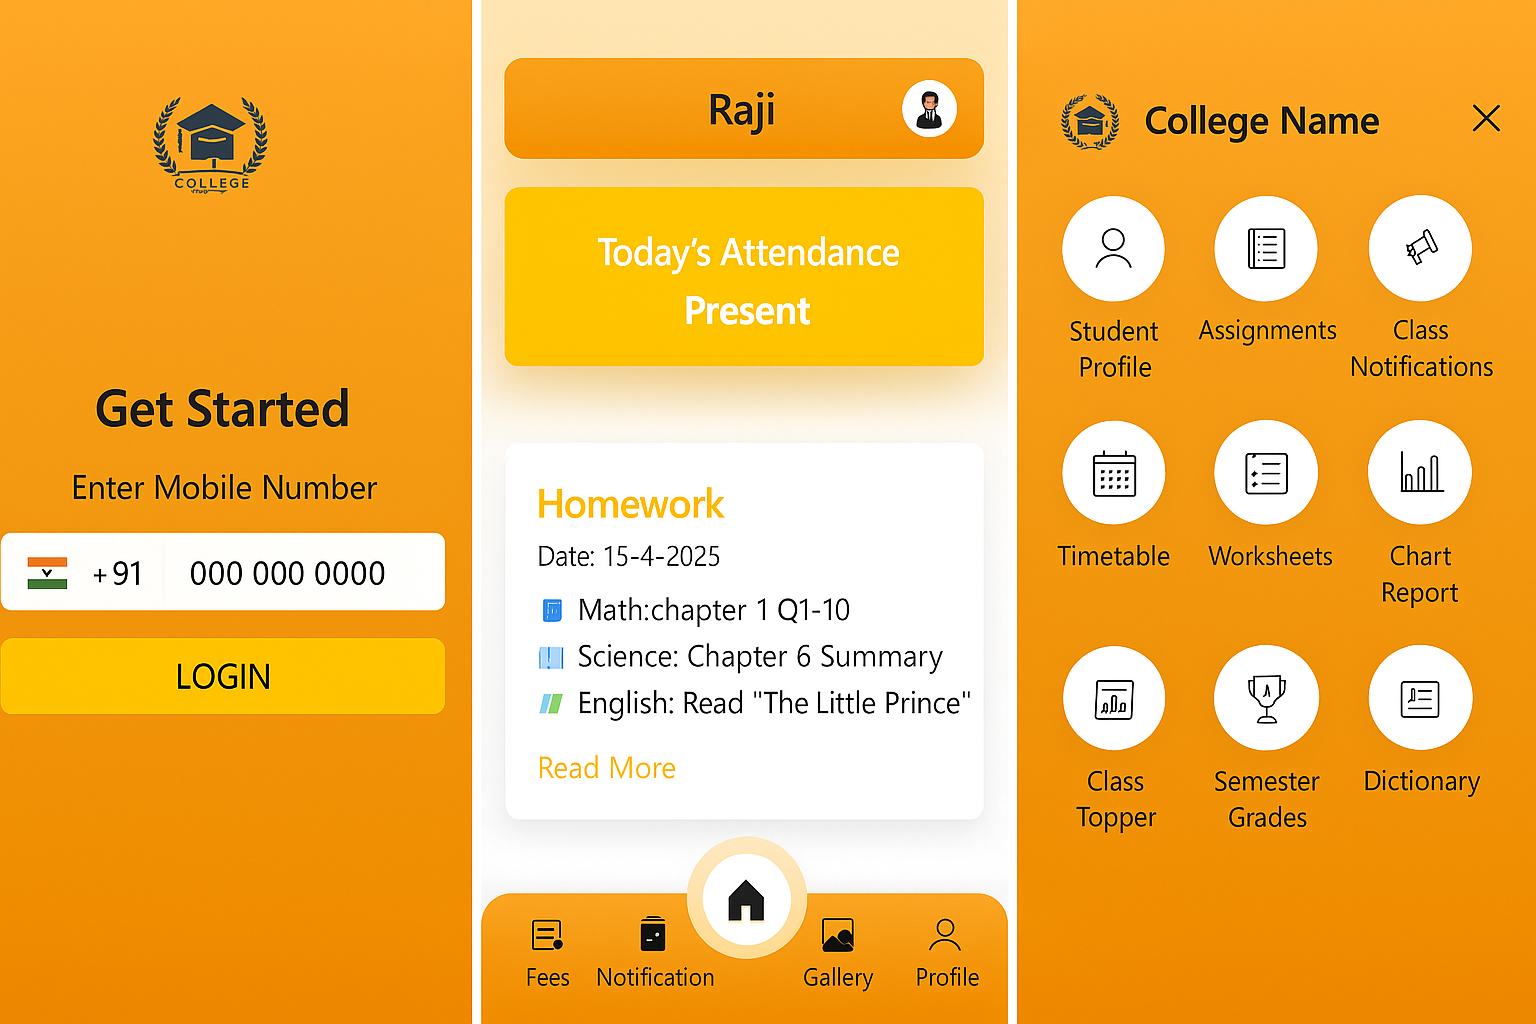 COLLEGE
Get Started
Enter Mobile Number
+91 000 000 0000
LOGIN
Raji
Today's Attendance
Present
Homework
Date: 15-4-2025
Math:chapter 1 Q1-10
Science: Chapter 6 Summary
English: Read "The Little Prince"
Read More
Fees
Notification
Gallery
Profile
College Name
Student
Profile
Assignments
Class
Notifications
Timetable
Worksheets
Chart
Report
Class
Topper
Semester
Grades
Dictionary